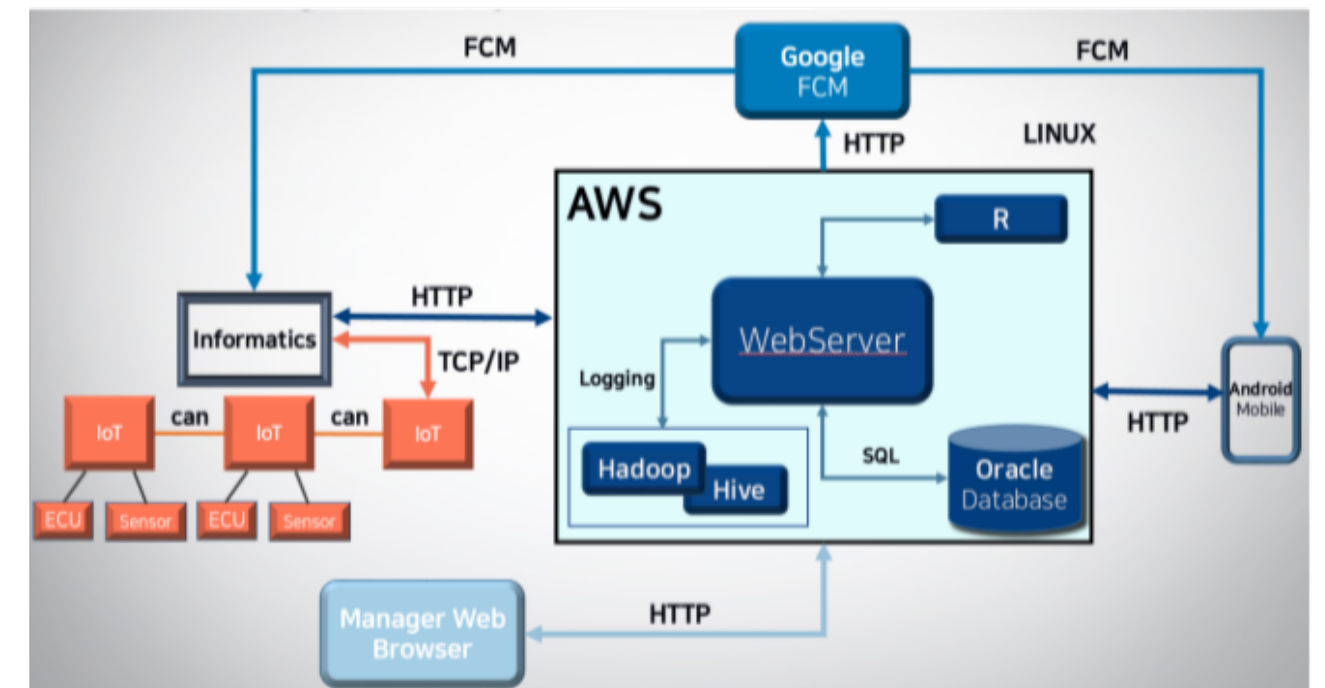 FCM
Google
FCM
FCM
HTTP
LINUX
AWS
R
HTTP
Informatics
WebServer
TCP/IP
Logging
Android
Mobile
HTTP
IoT
can
IoT
can
IoT
SQL
Hadoop
Hive
Oracle
Database
ECU
Sensor
ECU
Sensor
Manager Web
Browser
HTTP